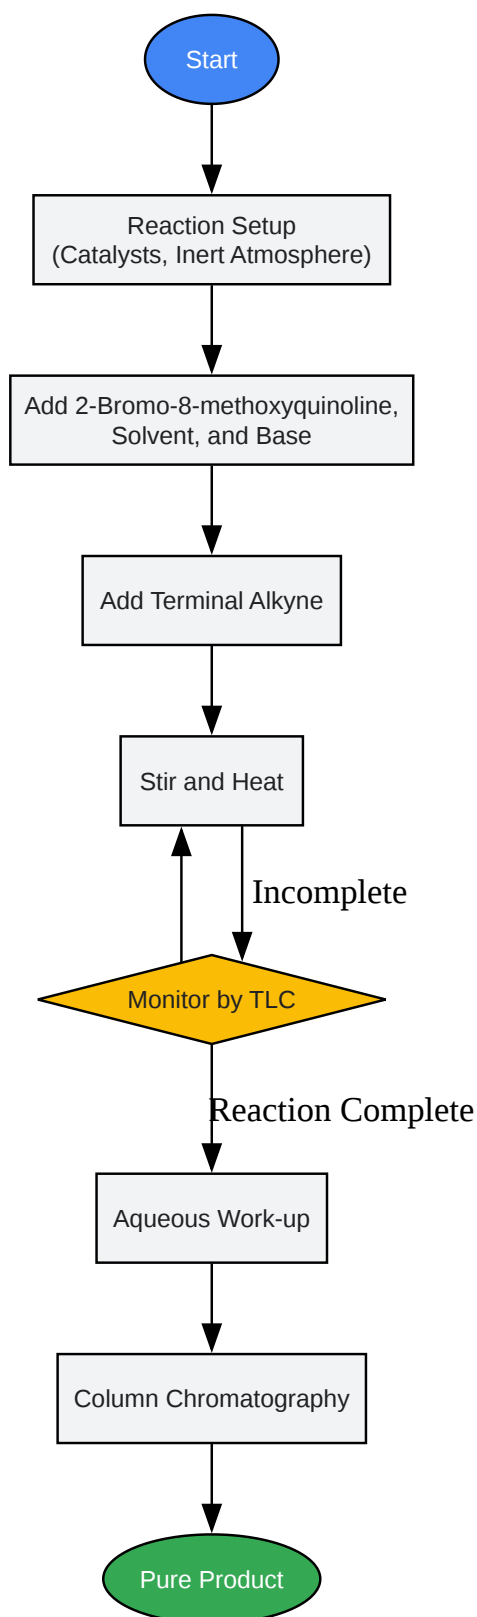 Start
Reaction Setup
(Catalysts, Inert Atmosphere)
Add 2-Bromo-8-methoxyquinoline,
Solvent, and Base
Add Terminal Alkyne
Stir and Heat
Incomplete
Monitor by TLC
Reaction Complete
Aqueous Work-up
Column Chromatography
Pure Product